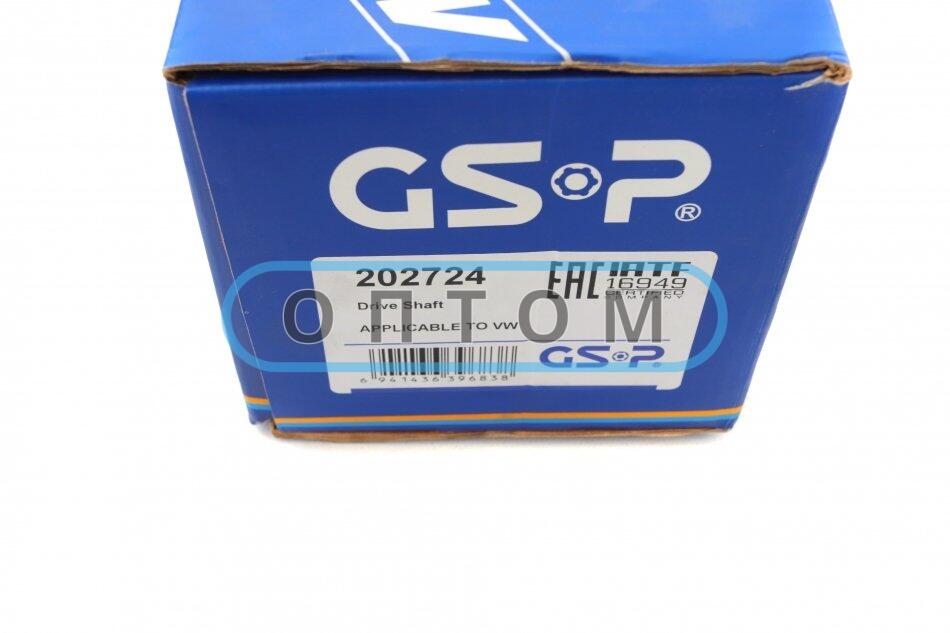 GSP®
202724
EAC IATF
16949
CERTIFIED
COMPANY
Drive Shaft
ОПТОМ
APPLICABLE TO VW
GSP®
6 941436 396838